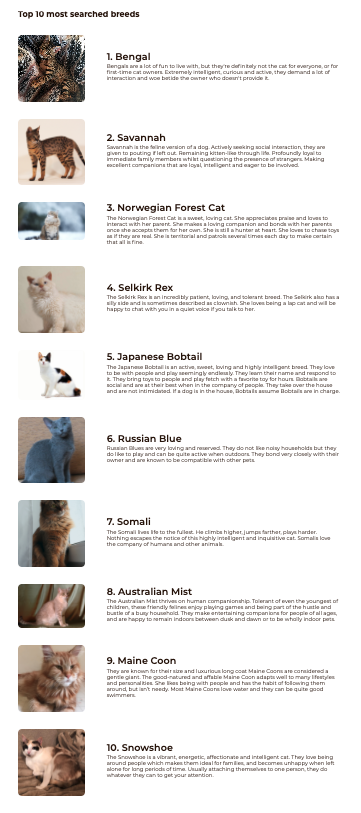 Top 10 most searched breeds
1. Bengal
Bengals are a lot of fun to live with, but they're definitely not the cat for everyone, or for
first-time cat owners. Extremely intelligent, curious and active, they demand a lot of
interaction and woe betide the owner who doesn't provide it.
2. Savannah
Savannah is the feline version of a dog. Actively seeking social interaction, they are
given to pouting if left out. Remaining kitten-like through life. Profoundly loyal to
immediate family members whilst questioning the presence of strangers. Making
excellent companions that are loyal, intelligent and eager to be involved.
3. Norwegian Forest Cat
The Norwegian Forest Cat is a sweet, loving cat. She appreciates praise and loves to
interact with her parent. She makes a loving companion and bonds with her parents
once she accepts them for her own. She is still a hunter at heart. She loves to chase toys
as if they are real. She is territorial and patrols several times each day to make certain
that all is fine.
4. Selkirk Rex
The Selkirk Rex is an incredibly patient, loving, and tolerant breed. The Selkirk also has a
silly side and is sometimes described as clownish. She loves being a lap cat and will be
happy to chat with you in a quiet voice if you talk to her.
5. Japanese Bobtail
The Japanese Bobtail is an active, sweet, loving and highly intelligent breed. They love
to be with people and play seemingly endlessly. They learn their name and respond to
it. They bring toys to people and play fetch with a favorite toy for hours. Bobtails are
social and are at their best when in the company of people. They take over the house
and are not intimidated. If a dog is in the house, Bobtails assume Bobtails are in charge.
6. Russian Blue
Russian Blues are very loving and reserved. They do not like noisy households but they
do like to play and can be quite active when outdoors. They bond very closely with their
owner and are known to be compatible with other pets.
7. Somali
The Somali lives life to the fullest. He climbs higher, jumps farther, plays harder.
Nothing escapes the notice of this highly intelligent and inquisitive cat. Somalis love
the company of humans and other animals.
8. Australian Mist
The Australian Mist thrives on human companionship. Tolerant of even the youngest of
children, these friendly felines enjoy playing games and being part of the hustle and
bustle of a busy household. They make entertaining companions for people of all ages,
and are happy to remain indoors between dusk and dawn or to be wholly indoor pets.
9. Maine Coon
They are known for their size and luxurious long coat Maine Coons are considered a
gentle giant. The good-natured and affable Maine Coon adapts well to many lifestyles
and personalities. She likes being with people and has the habit of following them
around, but isn't needy. Most Maine Coons love water and they can be quite good
swimmers.
10. Snowshoe
The Snowshoe is a vibrant, energetic, affectionate and intelligent cat. They love being
around people which makes them ideal for families, and becomes unhappy when left
alone for long periods of time. Usually attaching themselves to one person, they do
whatever they can to get your attention.